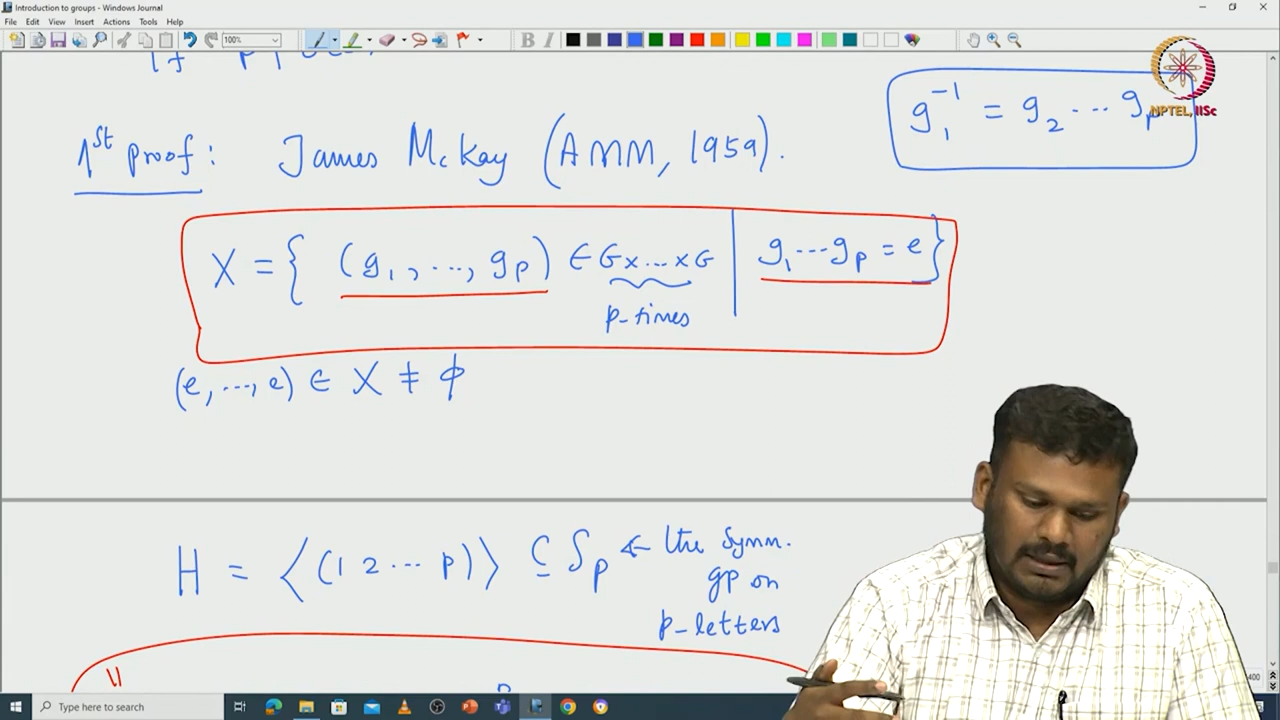 Introduction to groups - Windows Journal
File Edit View Insert Actions Tools Help
100%
B I
If p | o(
NPTEL, IISc
g₁⁻¹ = g₂ ... gₚ
1st proof : James McKay (AMM, 1959).
X = { (g₁, ..., gₚ) ∈ G x ... x G | g₁ ... gₚ = e }
p-times
(e, ..., e) ∈ X ≠ φ
H = ⟨(1 2 ... p)⟩ ⊆ Sₚ ← the symm.
gp on
p-letters
Type here to search